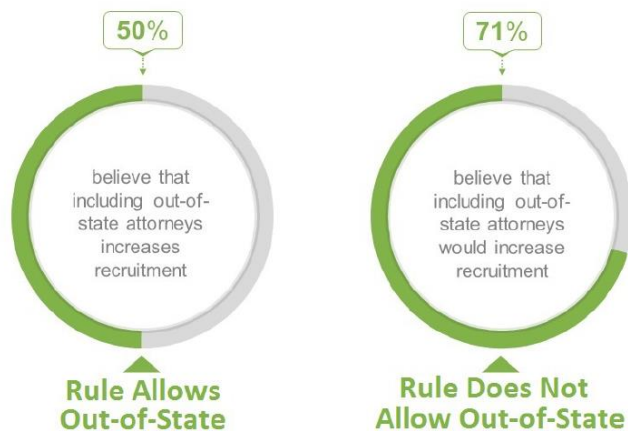 50%
believe that
including out-of-
state attorneys
increases
recruitment
Rule Allows
Out-of-State
71%
believe that
including out-of-
state attorneys
would increase
recruitment
Rule Does Not
Allow Out-of-State